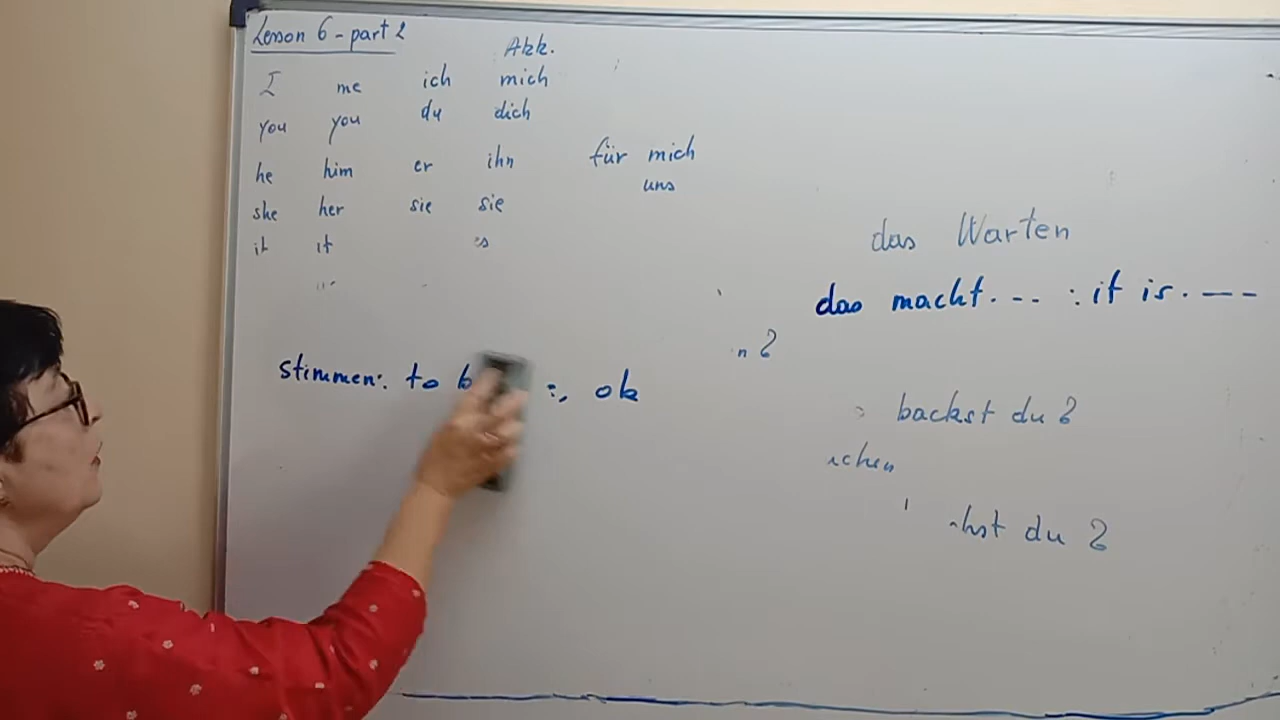 Lesson 6 - part 2
Akk.
I me ich mich
you you du dich
he him er ihn
she her sie sie
it it
für mich
uns
das Warten
das macht. -- : it is. ---
stimmen: to ok
backst du?
du?